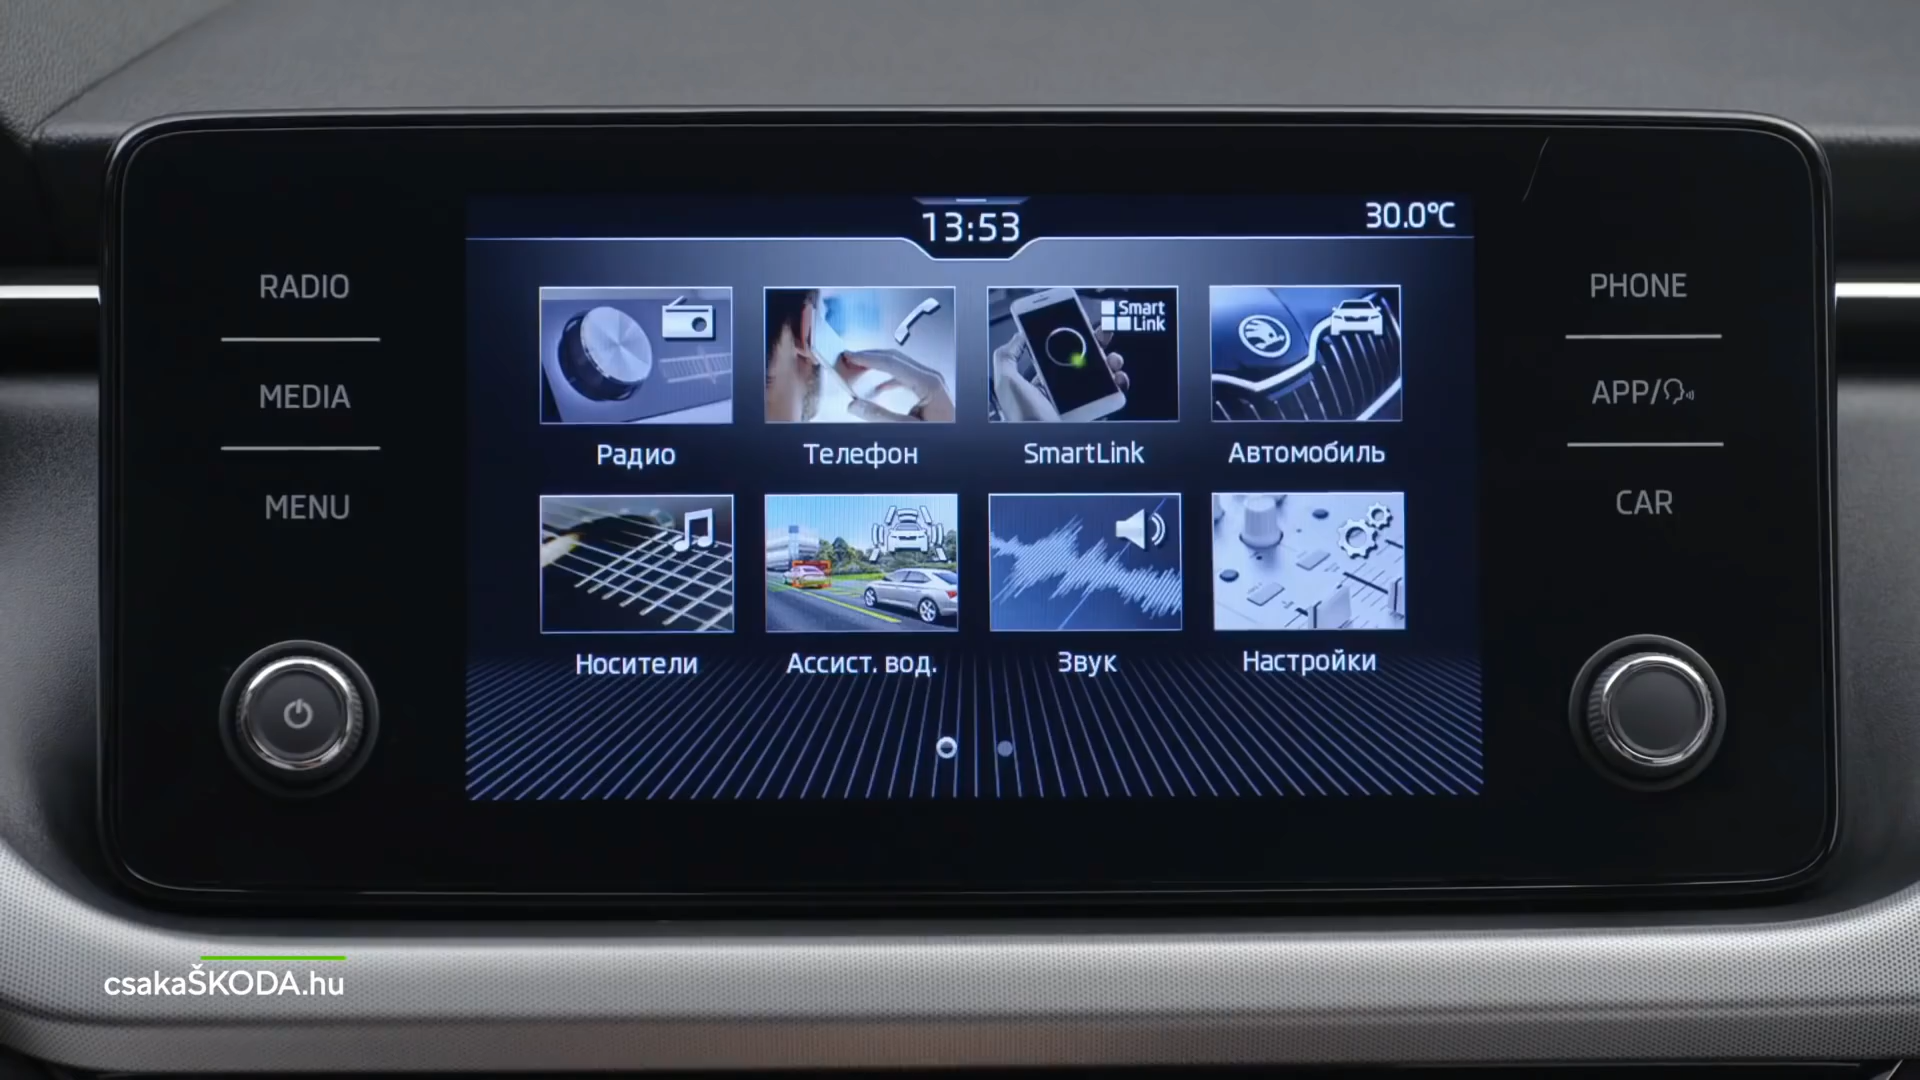 13:53
30.0°C
RADIO
MEDIA
MENU
Smart
Link
Радио
Телефон
SmartLink
Автомобиль
Носители
Ассист. вод.
Звук
Настройки
PHONE
APP/
CAR
csakaŠKODA.hu